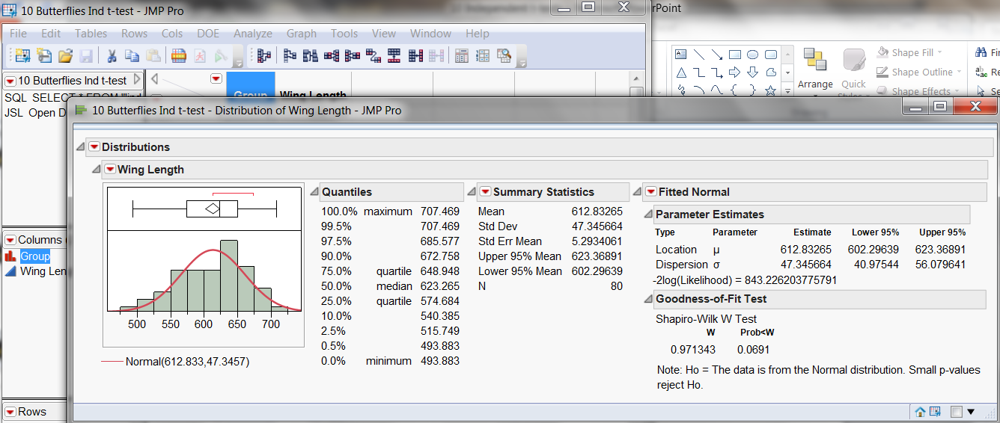 10 Butterflies Ind t-test - JMP Pro
File Edit Tables Rows Cols DOE Analyze Graph Tools View Window Help
10 Butterflies Ind t-test
SQL SELECT * FROM
JSL Open D
Group Wing Length
Columns
Group
Wing Len
Rows
Point
Arrange
Quick
Shape Fill
Shape Outline
Shape Effects
10 Butterflies Ind t-test - Distribution of Wing Length - JMP Pro
Distributions
Wing Length
500 550 600 650 700
Normal(612.833,47.3457)
Quantiles
100.0% maximum 707.469
99.5% 707.469
97.5% 685.577
90.0% 672.758
75.0% quartile 648.948
50.0% median 623.265
25.0% quartile 574.684
10.0% 540.385
2.5% 515.749
0.5% 493.883
0.0% minimum 493.883
Summary Statistics
Mean 612.83265
Std Dev 47.345664
Std Err Mean 5.2934061
Upper 95% Mean 623.36891
Lower 95% Mean 602.29639
N 80
Fitted Normal
Parameter Estimates
Type Parameter Estimate Lower 95% Upper 95%
Location μ 612.83265 602.29639 623.36891
Dispersion σ 47.345664 40.97544 56.079641
-2log(Likelihood) = 843.226203775791
Goodness-of-Fit Test
Shapiro-Wilk W Test
W Prob<W
0.971343 0.0691
Note: Ho = The data is from the Normal distribution. Small p-values
reject Ho.